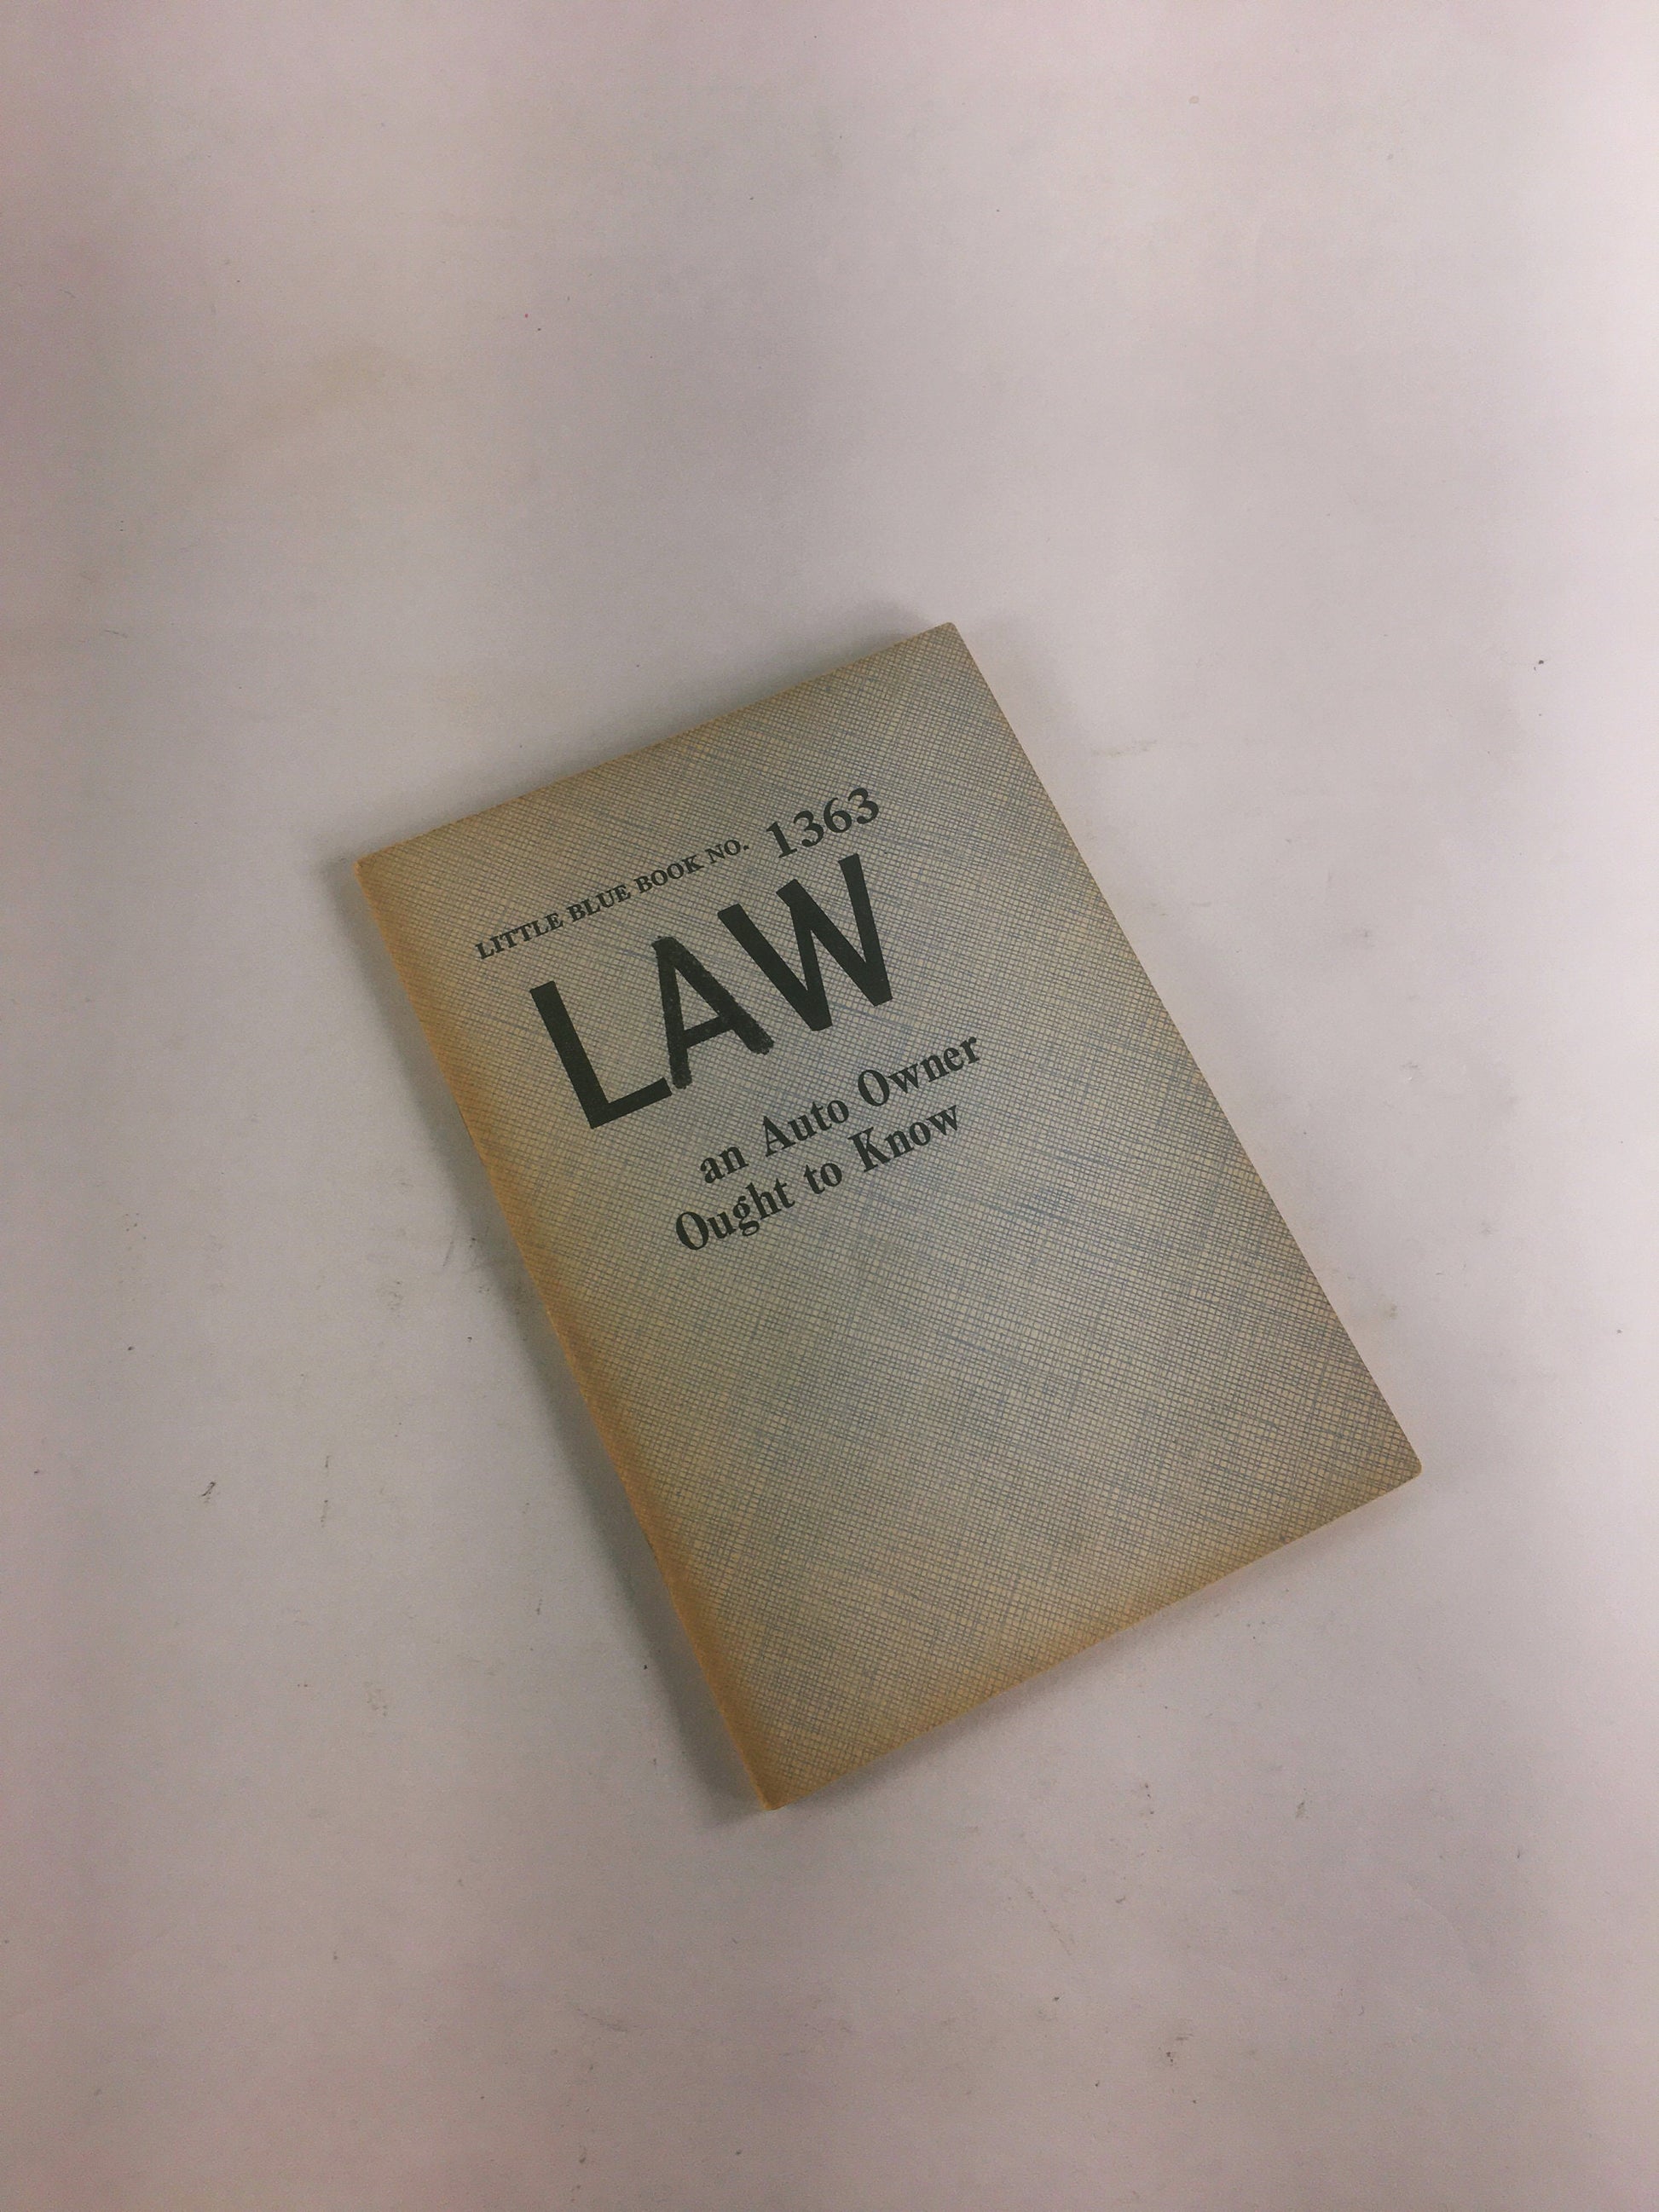 LITTLE BLUE BOOK NO. 1363
LAW
an Auto Owner
Ought to Know